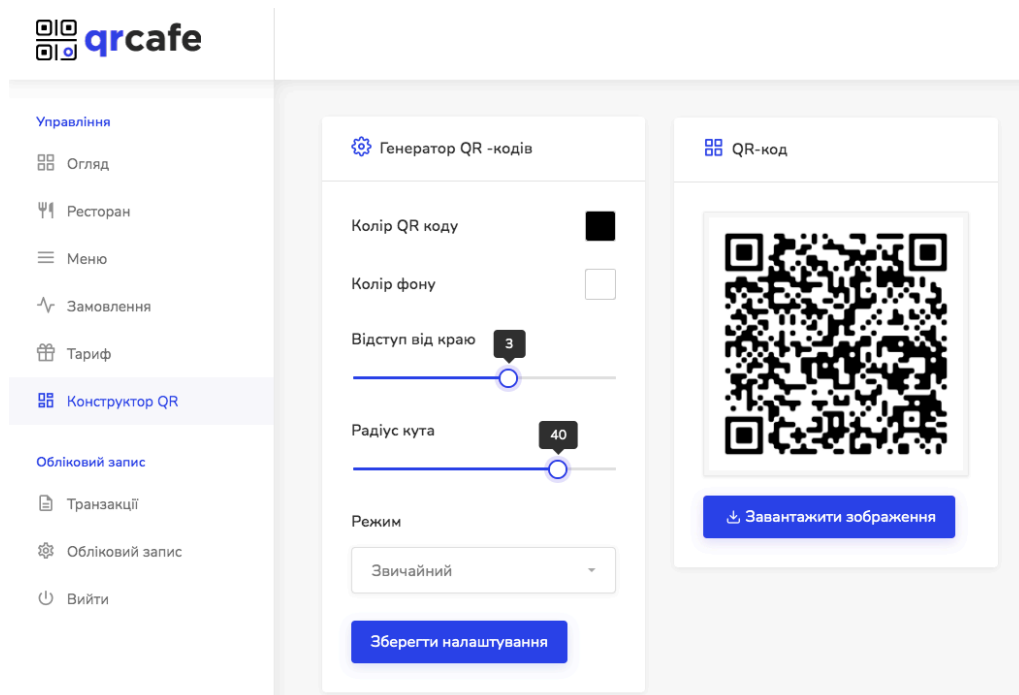 qrcafe
Управління
Огляд
Ресторан
Меню
Замовлення
Тариф
Конструктор QR
Обліковий запис
Транзакції
Обліковий запис
Вийти
Генератор QR -кодів
Колір QR коду
Колір фону
Відступ від краю
3
Радіус кута
40
Режим
Звичайний
Зберегти налаштування
QR-код
Завантажити зображення